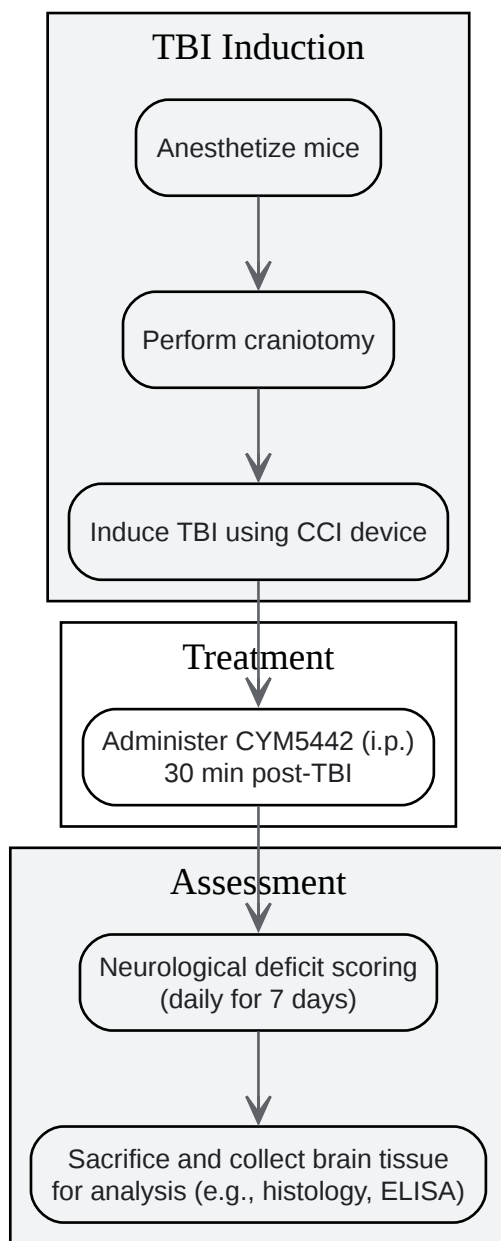 TBI Induction
Anesthetize mice
Perform craniotomy
Induce TBI using CCI device
Treatment
Administer CYM5442 (i.p.)
30 min post-TBI
Assessment
Neurological deficit scoring
(daily for 7 days)
Sacrifice and collect brain tissue
for analysis (e.g., histology, ELISA)